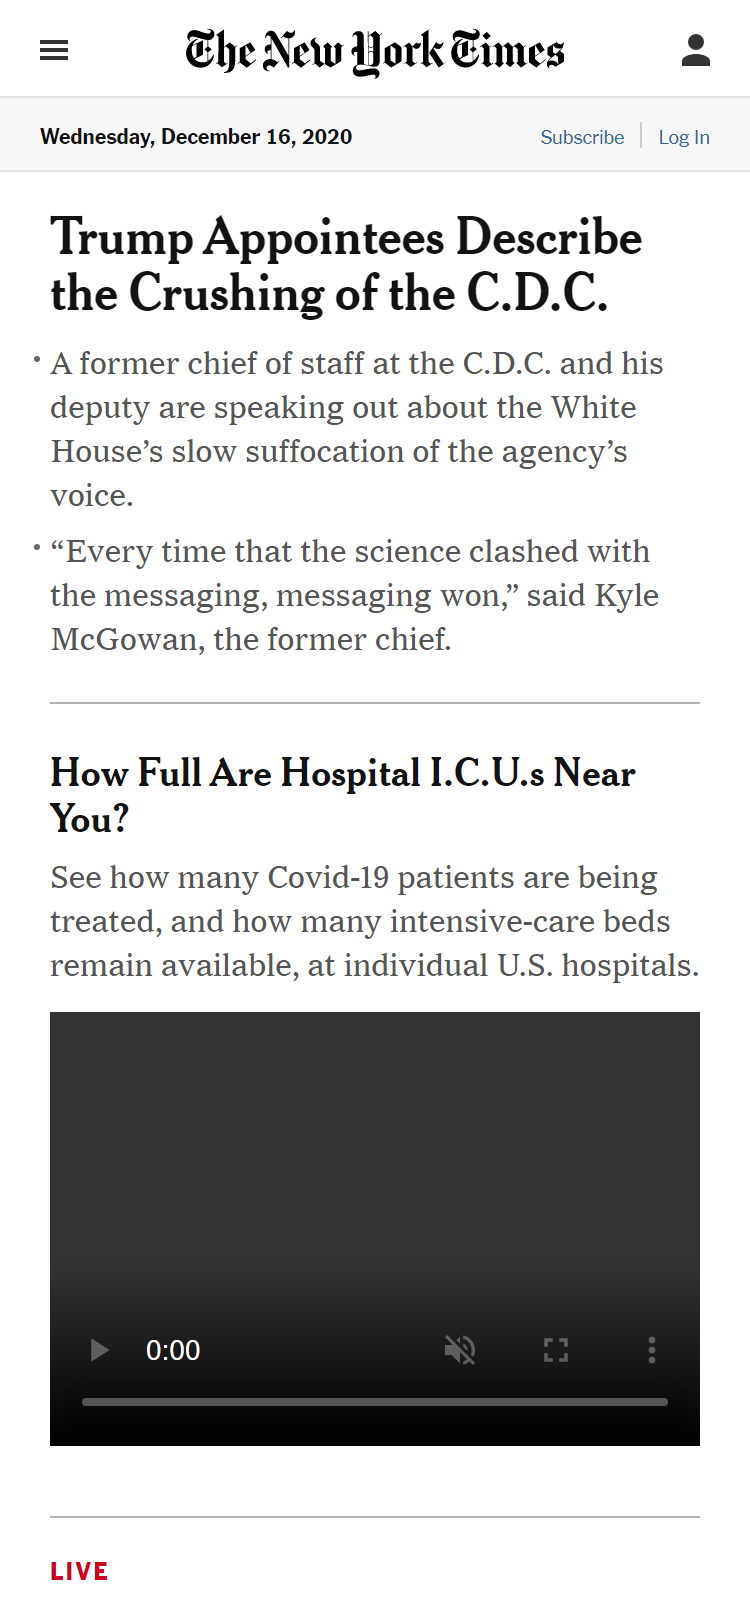 The New York Times
Wednesday, December 16, 2020
Subscribe
Log In
Trump Appointees Describe
the Crushing of the C.D.C.
• A former chief of staff at the C.D.C. and his
deputy are speaking out about the White
House’s slow suffocation of the agency’s
voice.
• “Every time that the science clashed with
the messaging, messaging won,” said Kyle
McGowan, the former chief.
How Full Are Hospital I.C.U.s Near
You?
See how many Covid-19 patients are being
treated, and how many intensive-care beds
remain available, at individual U.S. hospitals.
0:00
LIVE